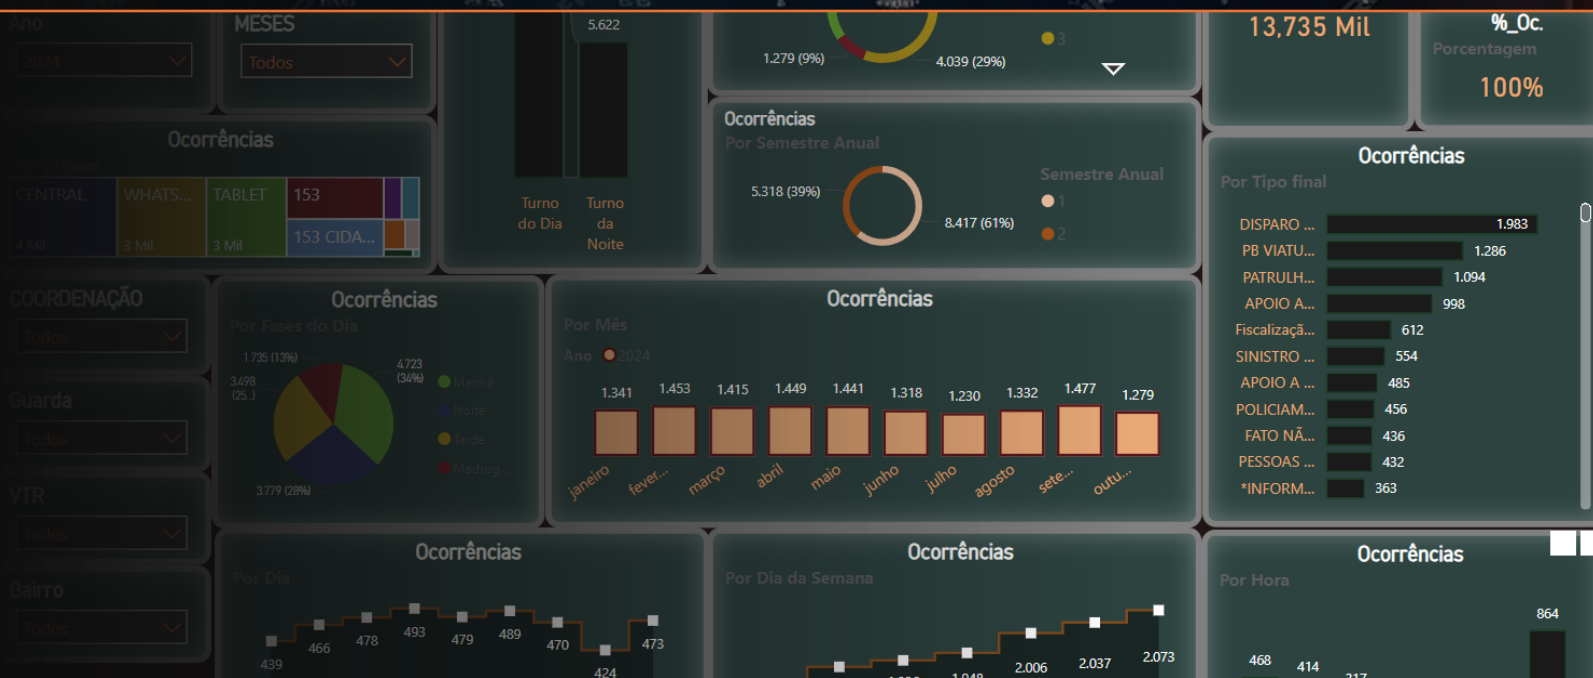 Ano
2024
MESES
Todos
5.622
Turno do Dia
Turno da Noite
1.279 (9%)
4.039 (29%)
3
13,735 Mil
%_Oc.
Porcentagem
100%
Ocorrências
Origem
CENTRAL
4 Mil
WHATS...
3 Mil
TABLET
3 Mil
153
153 CIDA...
Ocorrências
Por Semestre Anual
5.318 (39%)
8.417 (61%)
Semestre Anual
1
2
Ocorrências
Por Tipo final
DISPARO ... 1.983
PB VIATU... 1.286
PATRULH... 1.094
APOIO A... 998
Fiscalizaçã... 612
SINISTRO ... 554
APOIO A ... 485
POLICIAM... 456
FATO NÃ... 436
PESSOAS ... 432
*INFORM... 363
COORDENAÇÃO
Todos
Guarda
Todos
VTR
Todos
Bairro
Todos
Ocorrências
Por Fases do Dia
1.735 (13%)
4.723 (34%)
3.498 (25..)
3.779 (28%)
Manhã
Noite
Tarde
Madrug...
Ocorrências
Por Mês
Ano 2024
1.341 1.453 1.415 1.449 1.441 1.318 1.230 1.332 1.477 1.279
janeiro fever... março abril maio junho julho agosto sete... outu...
Ocorrências
Por Dia
439 466 478 493 479 489 470 424 473
Ocorrências
Por Dia da Semana
1.948 2.006 2.037 2.073
Ocorrências
Por Hora
468 414 317 864